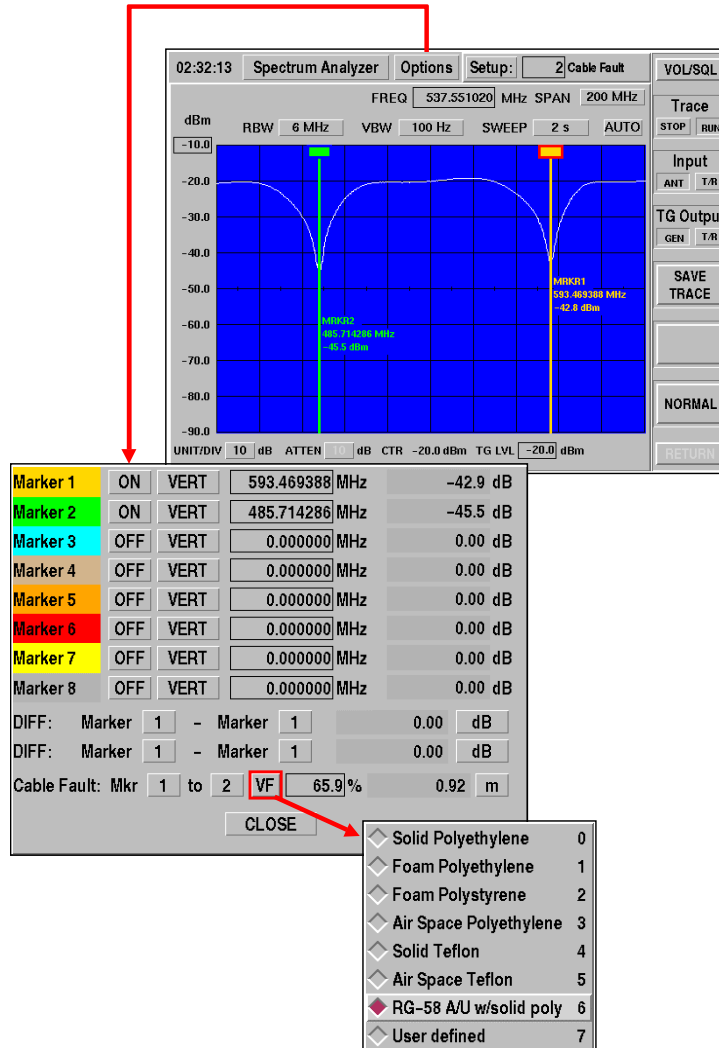 02:32:13 Spectrum Analyzer Options Setup: 2 Cable Fault VOL/SQL
FREQ 537.551020 MHz SPAN 200 MHz
dBm RBW 6 MHz VBW 100 Hz SWEEP 2 s AUTO
Trace
STOP RUN
Input
ANT T/R
TG Outpu
GEN T/R
SAVE
TRACE
NORMAL
RETURN
-10.0
-20.0
-30.0
-40.0
-50.0
-60.0
-70.0
-80.0
-90.0
MRKR1
593.469388 MHz
-42.8 dBm
MRKR2
485.714286 MHz
-45.5 dBm
UNIT/DIV 10 dB ATTEN 10 dB CTR -20.0 dBm TG LVL -20.0 dBm
Marker 1 ON VERT 593.469388 MHz -42.9 dB
Marker 2 ON VERT 485.714286 MHz -45.5 dB
Marker 3 OFF VERT 0.000000 MHz 0.00 dB
Marker 4 OFF VERT 0.000000 MHz 0.00 dB
Marker 5 OFF VERT 0.000000 MHz 0.00 dB
Marker 6 OFF VERT 0.000000 MHz 0.00 dB
Marker 7 OFF VERT 0.000000 MHz 0.00 dB
Marker 8 OFF VERT 0.000000 MHz 0.00 dB
DIFF: Marker 1 - Marker 1 0.00 dB
DIFF: Marker 1 - Marker 1 0.00 dB
Cable Fault: Mkr 1 to 2 VF 65.9 % 0.92 m
CLOSE
Solid Polyethylene 0
Foam Polyethylene 1
Foam Polystyrene 2
Air Space Polyethylene 3
Solid Teflon 4
Air Space Teflon 5
RG-58 A/U w/solid poly 6
User defined 7